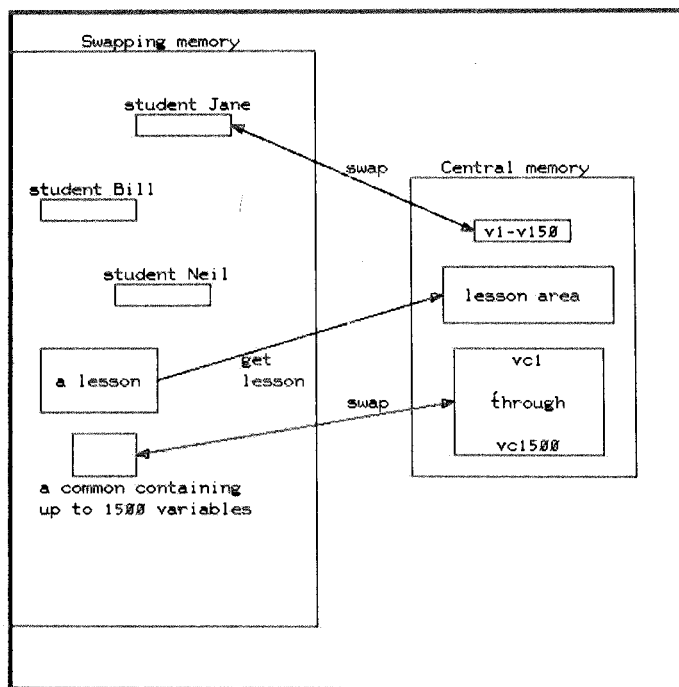 Swapping memory
student Jane
swap
Central memory
student Bill
v1-v150
student Neil
lesson area
a lesson
get
lesson
vc1
through
vc1500
swap
a common containing
up to 1500 variables